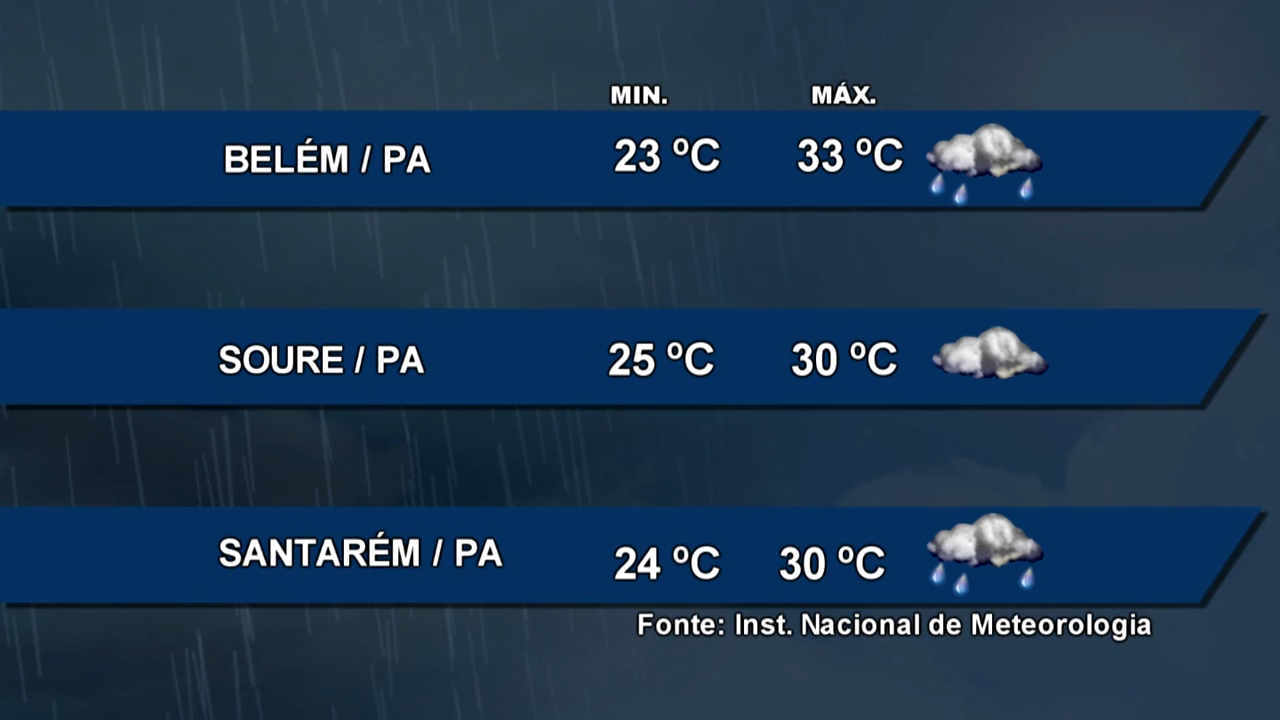 MIN. MÁX.
BELÉM / PA 23 ºC 33 ºC
SOURE / PA 25 ºC 30 ºC
SANTARÉM / PA 24 ºC 30 ºC
Fonte: Inst. Nacional de Meteorologia